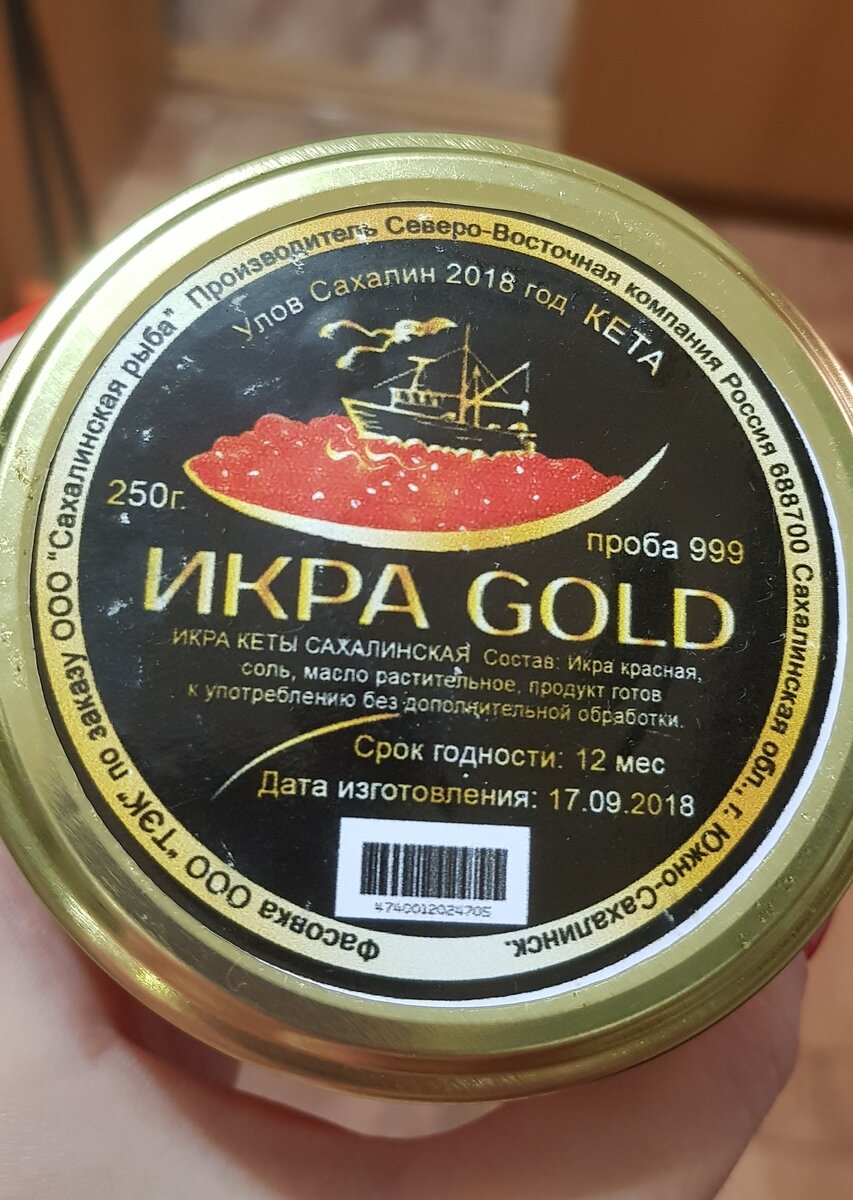 Фасовка ООО "ТЭК" по заказу ООО "Сахалинская рыба" Производитель Северо-Восточная компания Россия 688700 Сахалинская обл., г. Южно-Сахалинск.
Улов Сахалин 2018 год КЕТА
250г.
проба 999
ИКРА GOLD
ИКРА КЕТЫ САХАЛИНСКАЯ Состав: Икра красная,
соль, масло растительное, продукт готов
к употреблению без дополнительной обработки.
Срок годности: 12 мес
Дата изготовления: 17.09.2018
4740012024705